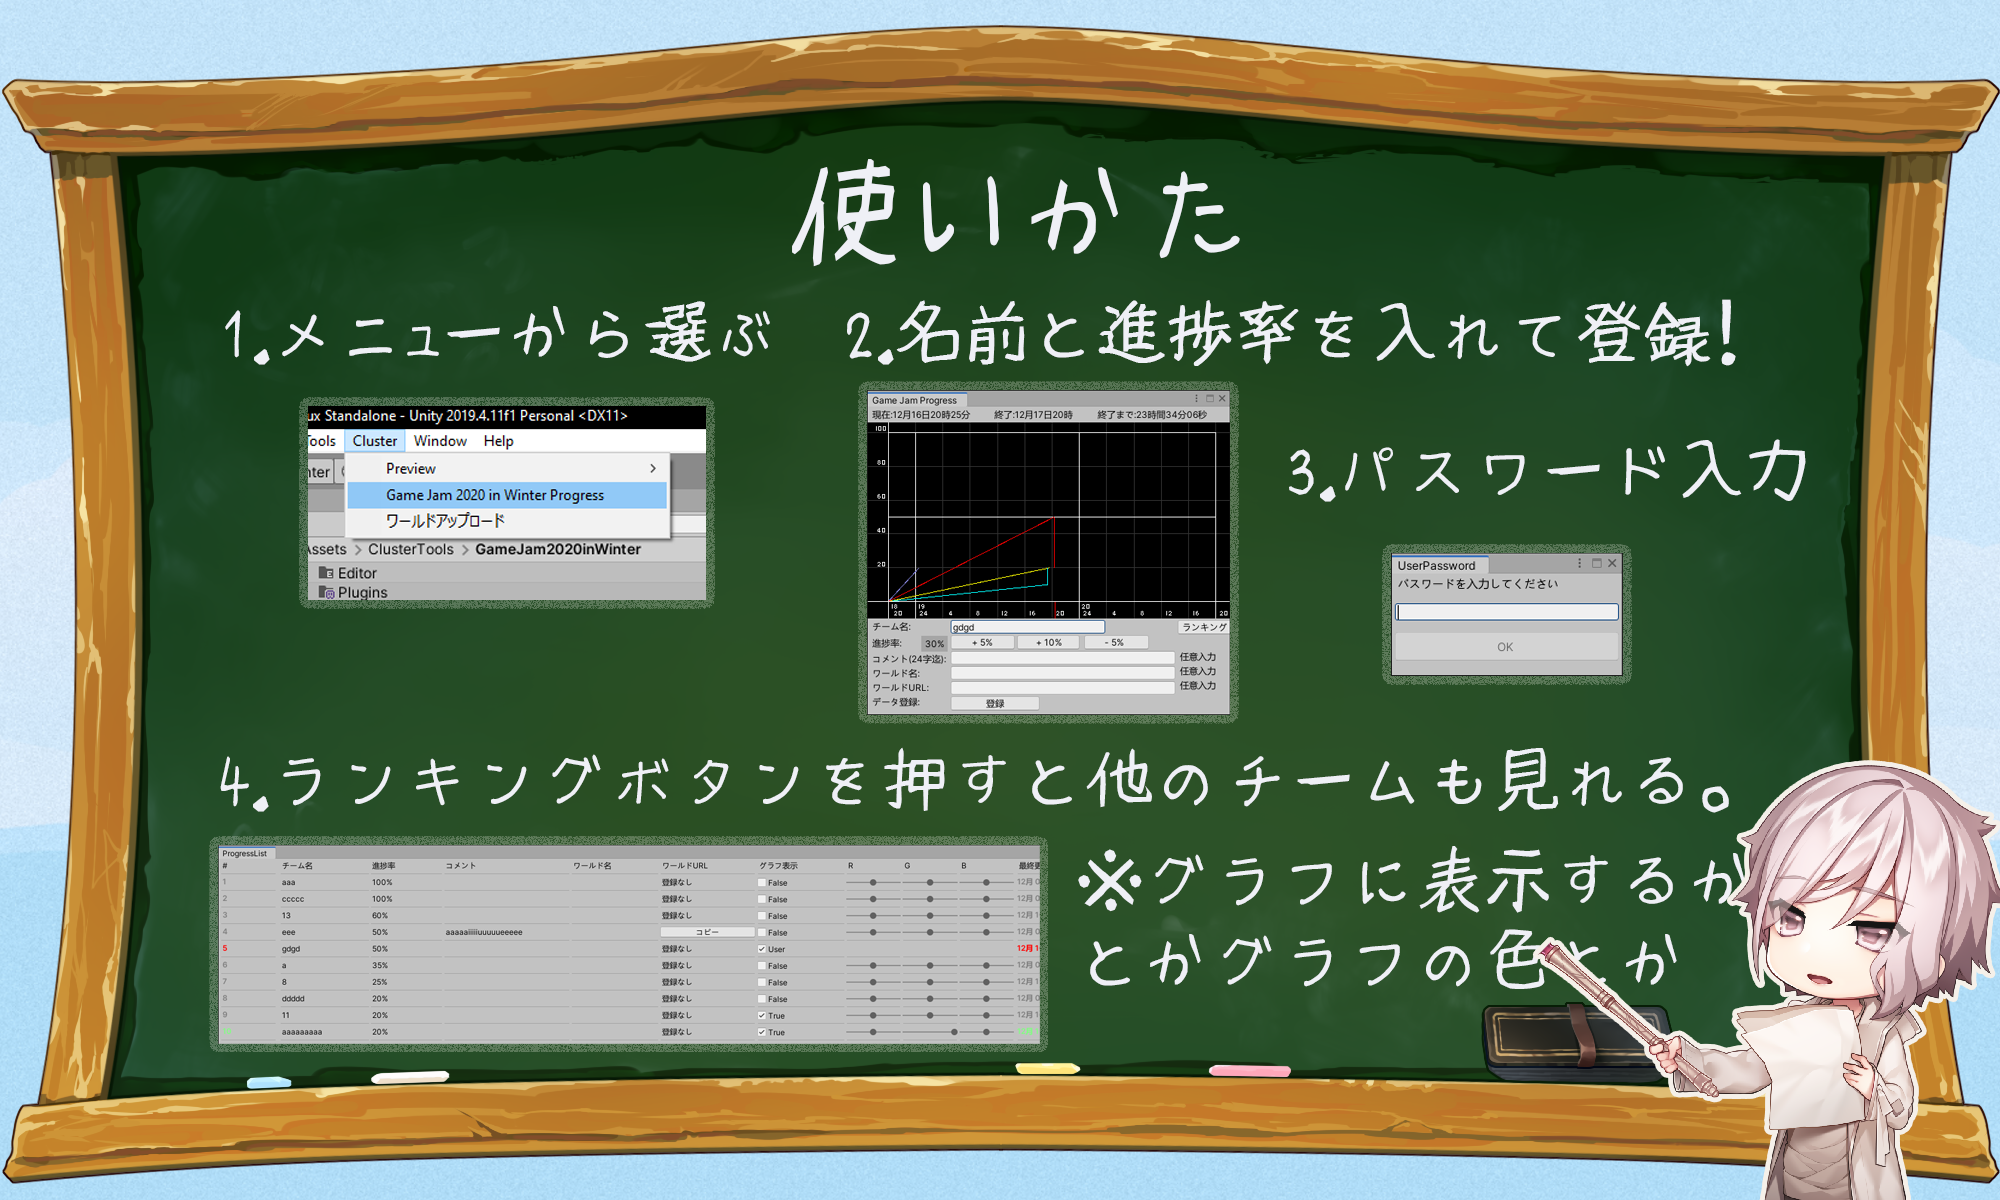 使いかた
1.メニューから選ぶ
2.名前と進捗率を入れて登録!
ux Standalone - Unity 2019.4.11f1 Personal <DX11>
Tools Cluster Window Help
nter
Preview
Game Jam 2020 in Winter Progress
ワールドアップロード
Assets > ClusterTools > GameJam2020inWinter
Editor
Plugins
Game Jam Progress
現在:12月16日20時25分 終了:12月17日20時 終了まで:23時間34分06秒
100
80
60
40
20
18 19 20
20 24 4 8 12 16 20 24 4 8 12 16 20
チーム名: gdgd ランキング
進捗率: 30% + 5% + 10% - 5%
コメント(24字迄): 任意入力
ワールド名: 任意入力
ワールドURL: 任意入力
データ登録: 登録
3.パスワード入力
UserPassword
パスワードを入力してください
OK
4.ランキングボタンを押すと他のチームも見れる。
ProgressList
# チーム名 進捗率 コメント ワールド名 ワールドURL グラフ表示 R G B 最終更
1 aaa 100% 登録なし False 12月 0
2 ccccc 100% 登録なし False 12月 0
3 13 60% 登録なし False 12月 1
4 eee 50% aaaaaiiiiiuuuuueeeee コピー False 12月 0
5 gdgd 50% 登録なし User 12月 1
6 a 35% 登録なし False 12月 0
7 8 25% 登録なし False 12月 1
8 ddddd 20% 登録なし False 12月 0
9 11 20% 登録なし True 12月 1
aaaaaaaaa 20% 登録なし True
※グラフに表示するか
とかグラフの色とか